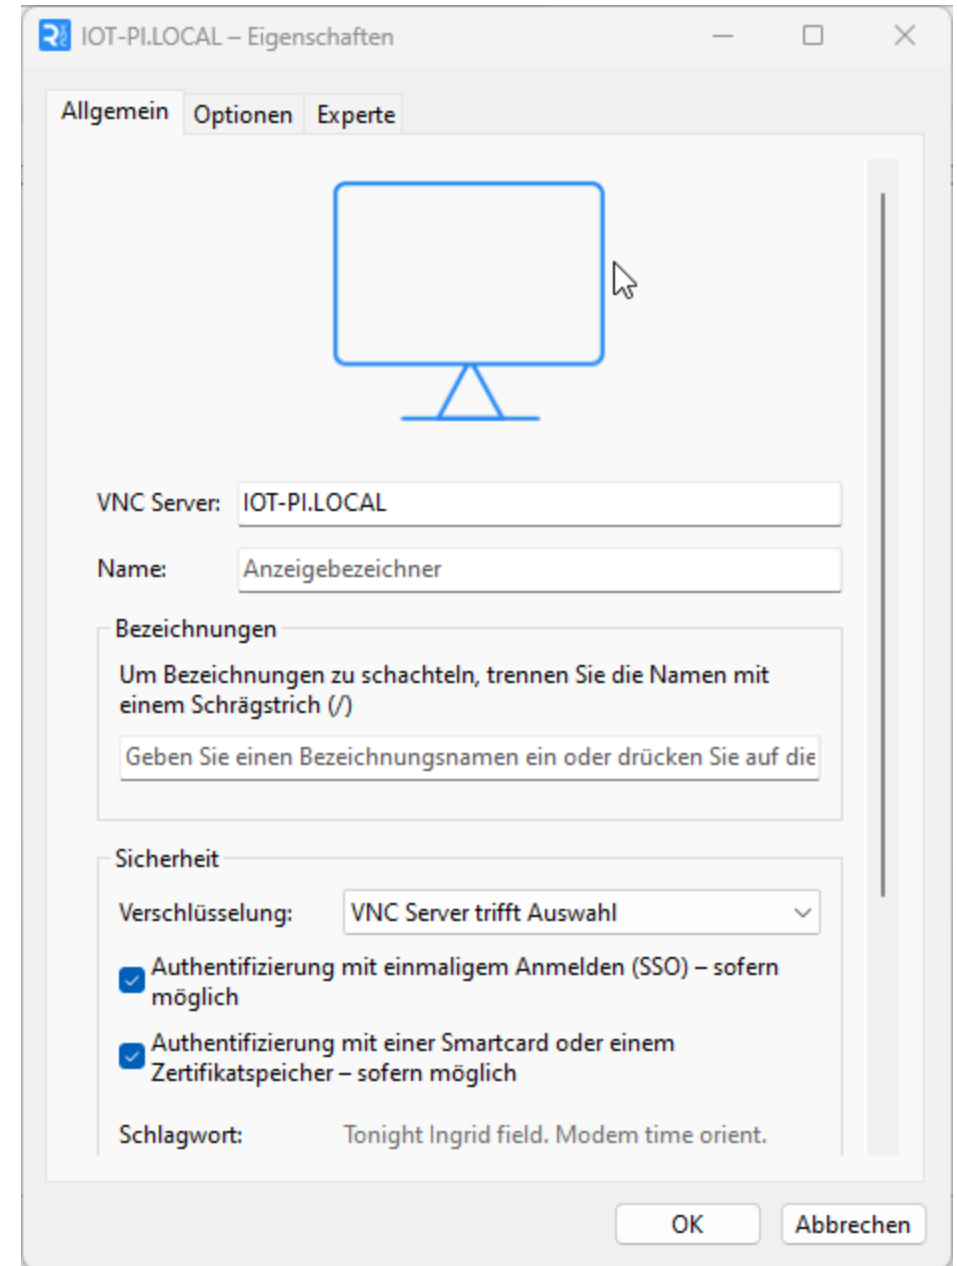 IOT-PI.LOCAL – Eigenschaften
Allgemein Optionen Experte
VNC Server: IOT-PI.LOCAL
Name: Anzeigebezeichner
Bezeichnungen
Um Bezeichnungen zu schachteln, trennen Sie die Namen mit
einem Schrägstrich (/)
Geben Sie einen Bezeichnungsnamen ein oder drücken Sie auf die
Sicherheit
Verschlüsselung: VNC Server trifft Auswahl
Authentifizierung mit einmaligem Anmelden (SSO) – sofern
möglich
Authentifizierung mit einer Smartcard oder einem
Zertifikatspeicher – sofern möglich
Schlagwort: Tonight Ingrid field. Modem time orient.
OK Abbrechen